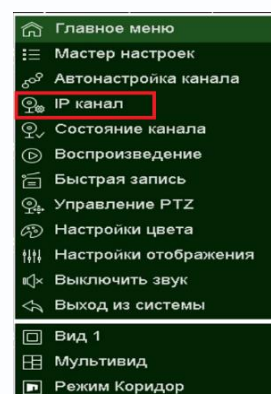 Главное меню
Мастер настроек
Автонастройка канала
IP канал
Состояние канала
Воспроизведение
Быстрая запись
Управление PTZ
Настройки цвета
Настройки отображения
Выключить звук
Выход из системы
Вид 1
Мультивид
Режим Коридор